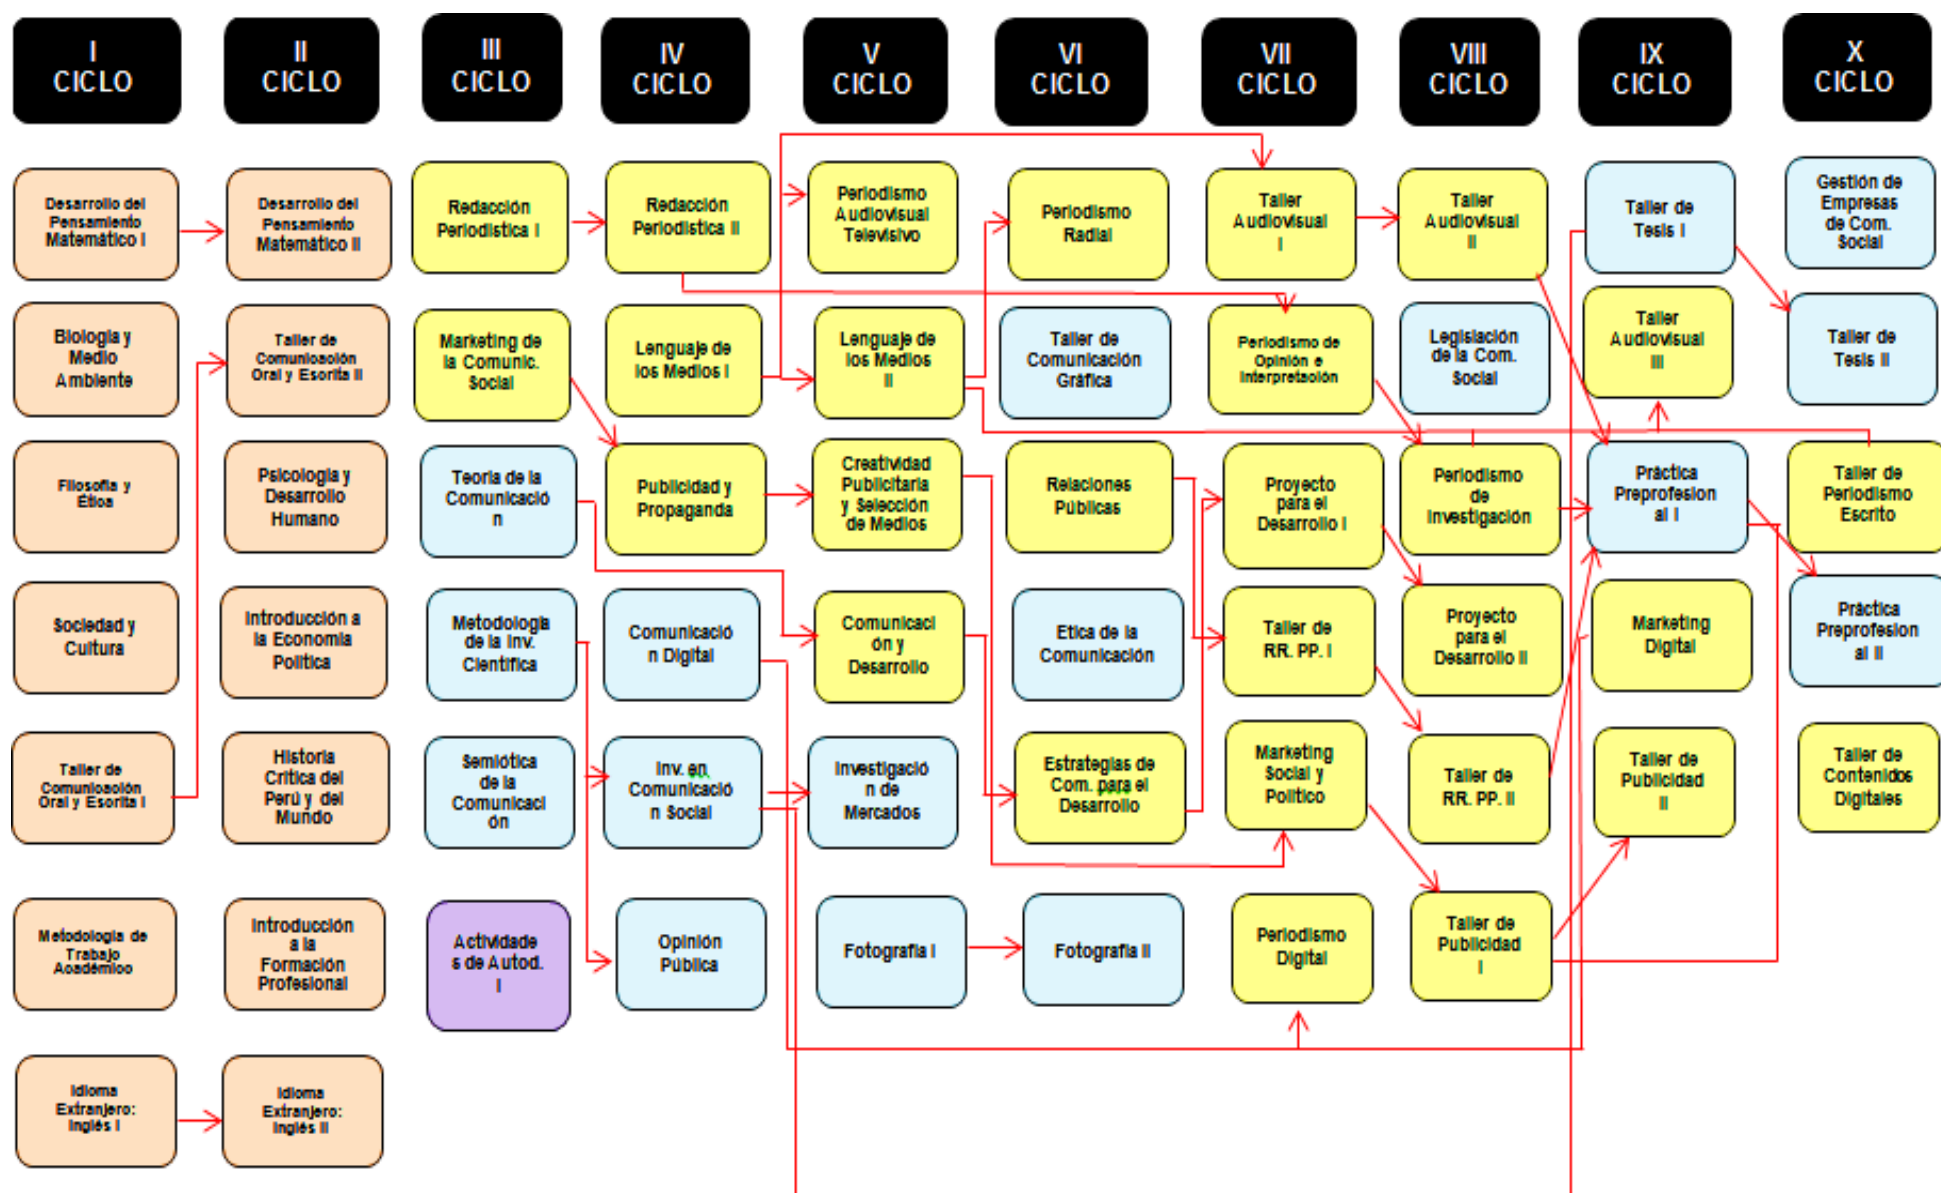 I
CICLO
II
CICLO
III
CICLO
IV
CICLO
V
CICLO
VI
CICLO
VII
CICLO
VIII
CICLO
IX
CICLO
X
CICLO
Desarrollo del
Pensamiento
Matemático I
Desarrollo del
Pensamiento
Matemático II
Redacción
Periodística I
Redacción
Periodística II
Periodismo
Audiovisual
Televisivo
Periodismo
Radial
Taller
Audiovisual
I
Taller
Audiovisual
II
Taller de
Tesis I
Gestión de
Empresas
de Com.
Social
Biología y
Medio
Ambiente
Taller de
Comunicación
Oral y Escrita II
Marketing de
la Comunic.
Social
Lenguaje de
los Medios I
Lenguaje de
los Medios
II
Taller de
Comunicación
Gráfica
Periodismo de
Opinión e
Interpretación
Legislación
de la Com.
Social
Taller
Audiovisual
III
Taller de
Tesis II
Filosofía y
Ética
Psicología y
Desarrollo
Humano
Teoría de la
Comunicació
n
Publicidad y
Propaganda
Creatividad
Publicitaria
y Selección
de Medios
Relaciones
Públicas
Proyecto
para el
Desarrollo I
Periodismo
de
Investigación
Práctica
Preprofesion
al I
Taller de
Periodismo
Escrito
Sociedad y
Cultura
Introducción a
la Economía
Política
Metodología
de la Inv.
Científica
Comunicació
n Digital
Comunicaci
ón y
Desarrollo
Etica de la
Comunicación
Taller de
RR. PP. I
Proyecto
para el
Desarrollo II
Marketing
Digital
Práctica
Preprofesion
al II
Taller de
Comunicación
Oral y Escrita I
Historia
Crítica del
Perú y del
Mundo
Semiótica
de la
Comunicaci
ón
Inv. en
Comunicació
n Social
Investigació
n de
Mercados
Estrategias de
Com. para el
Desarrollo
Marketing
Social y
Político
Taller de
RR. PP. II
Taller de
Publicidad
II
Taller de
Contenidos
Digitales
Metodología de
Trabajo
Académico
Introducción
a la
Formación
Profesional
Actividade
s de Autod.
I
Opinión
Pública
Fotografía I
Fotografía II
Periodismo
Digital
Taller de
Publicidad
I
Idioma
Extranjero:
Inglés I
Idioma
Extranjero:
Inglés II